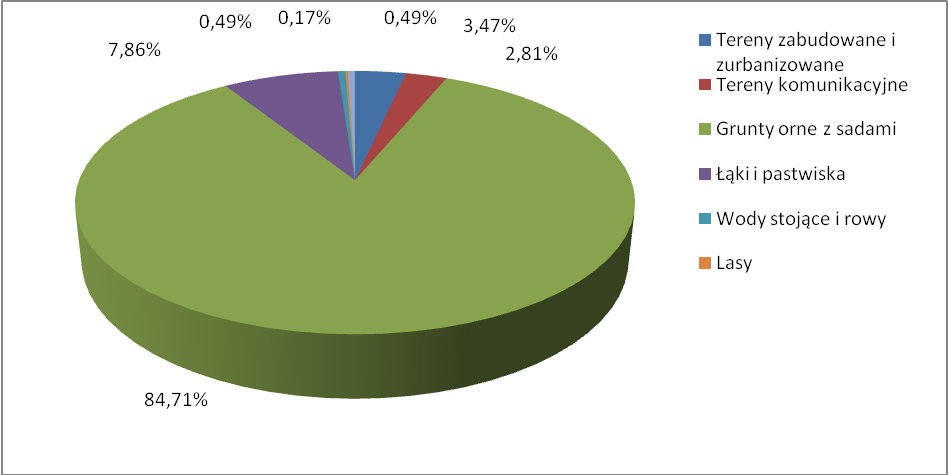 0,49%
0,17%
0,49%
3,47%
7,86%
2,81%
84,71%
Tereny zabudowane i
zurbanizowane
Tereny komunikacyjne
Grunty orne z sadami
Łąki i pastwiska
Wody stojące i rowy
Lasy